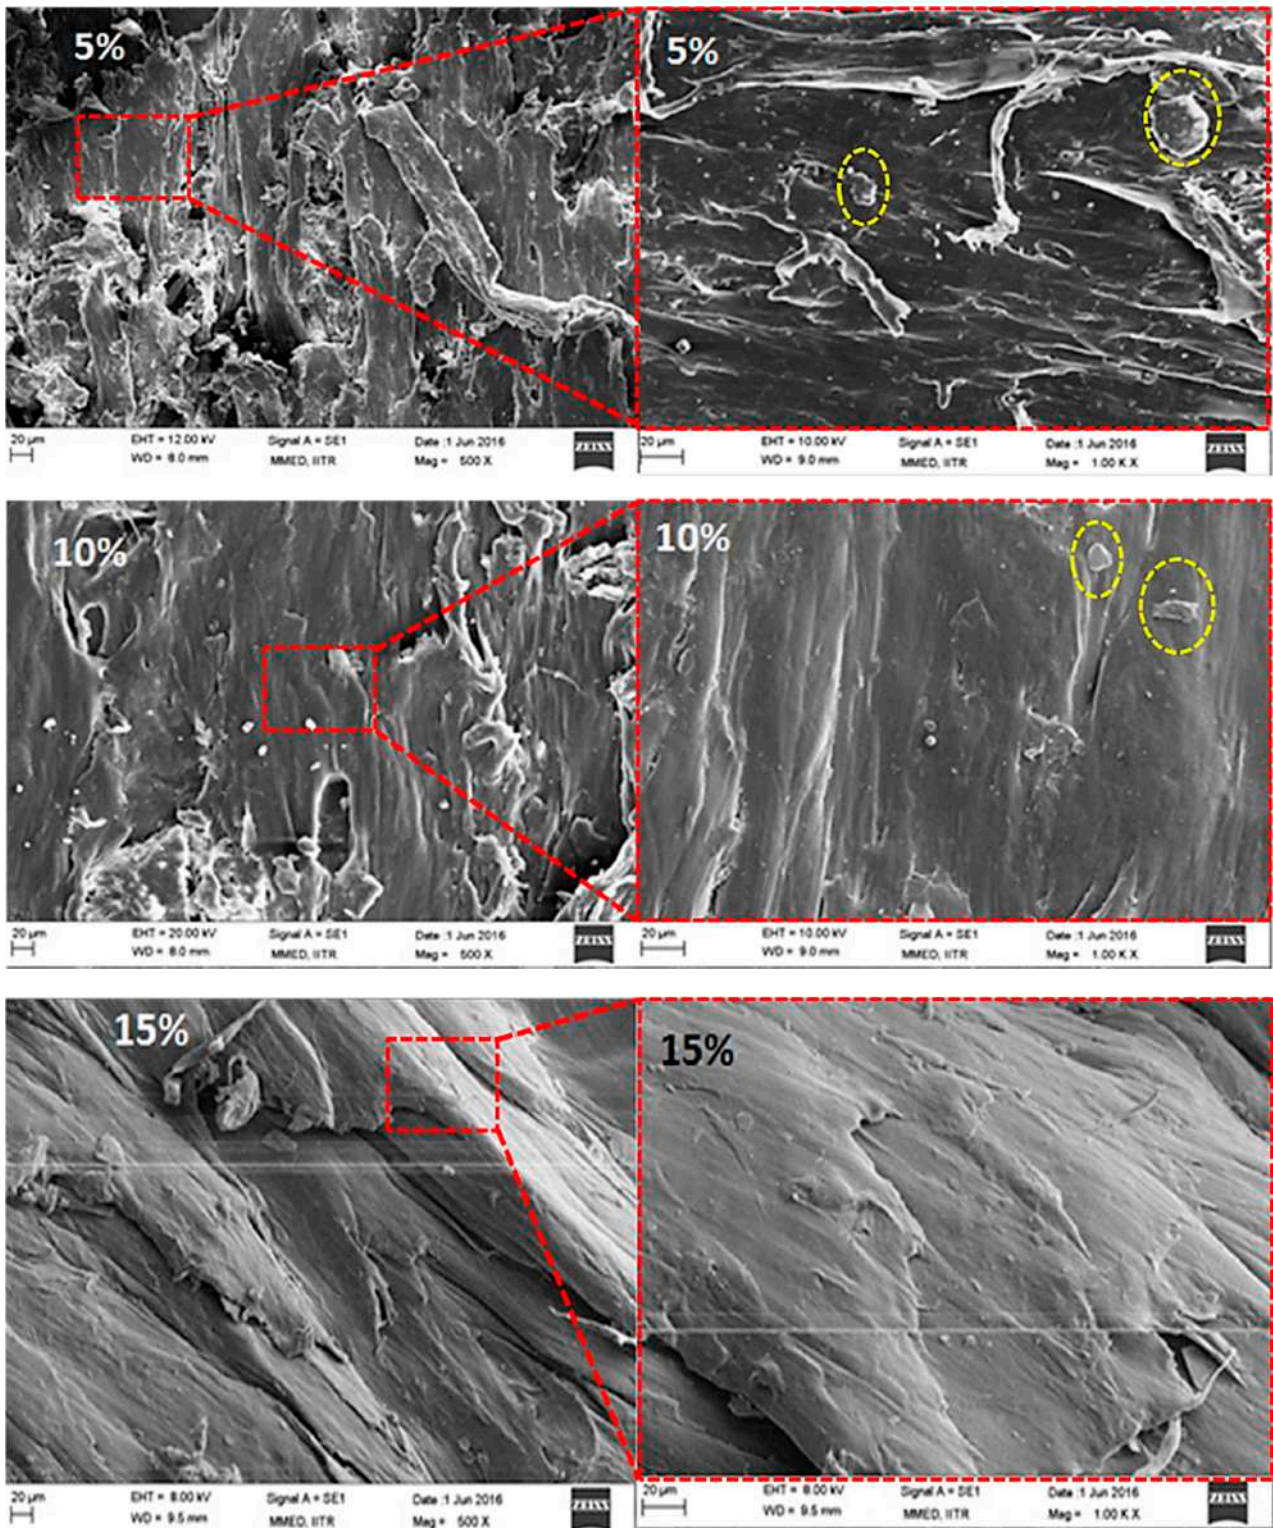 5%
5%
20 µm EHT = 12.00 kV Signal A = SE1 Date :1 Jun 2016 ZEISS
WD = 8.0 mm MMED, IITR Mag = 500 X
20 µm EHT = 10.00 kV Signal A = SE1 Date :1 Jun 2016 ZEISS
WD = 9.0 mm MMED, IITR Mag = 1.00 K X
10%
10%
20 µm EHT = 20.00 kV Signal A = SE1 Date :1 Jun 2016 ZEISS
WD = 8.0 mm MMED, IITR Mag = 500 X
20 µm EHT = 10.00 kV Signal A = SE1 Date :1 Jun 2016 ZEISS
WD = 9.0 mm MMED, IITR Mag = 1.00 K X
15%
15%
20 µm EHT = 8.00 kV Signal A = SE1 Date :1 Jun 2016 ZEISS
WD = 9.5 mm MMED, IITR Mag = 500 X
20 µm EHT = 8.00 kV Signal A = SE1 Date :1 Jun 2016 ZEISS
WD = 9.5 mm MMED, IITR Mag = 1.00 K X